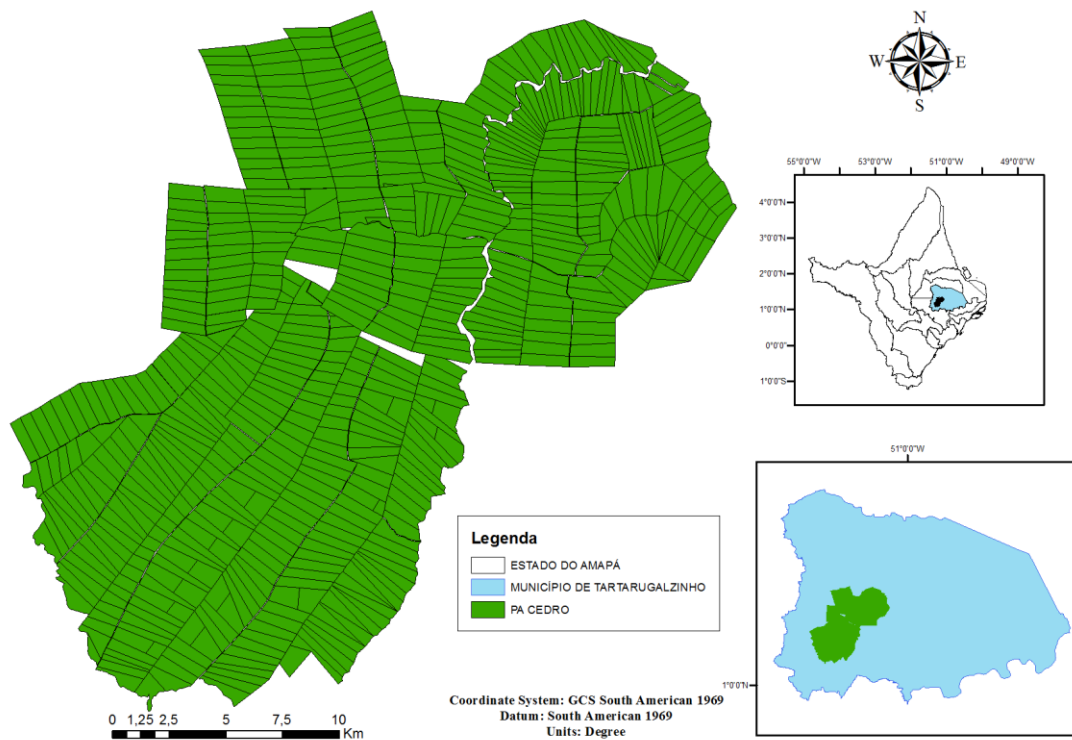 N
W E
S
55°0'0"W 53°0'0"W 51°0'0"W 49°0'0"W
4°0'0"N
3°0'0"N
2°0'0"N
1°0'0"N
0°0'0"
1°0'0"S
51°0'0"W
1°0'0"N
Legenda
ESTADO DO AMAPÁ
MUNICÍPIO DE TARTARUGALZINHO
PA CEDRO
Coordinate System: GCS South American 1969
Datum: South American 1969
Units: Degree
0 1,25 2,5 5 7,5 10
Km